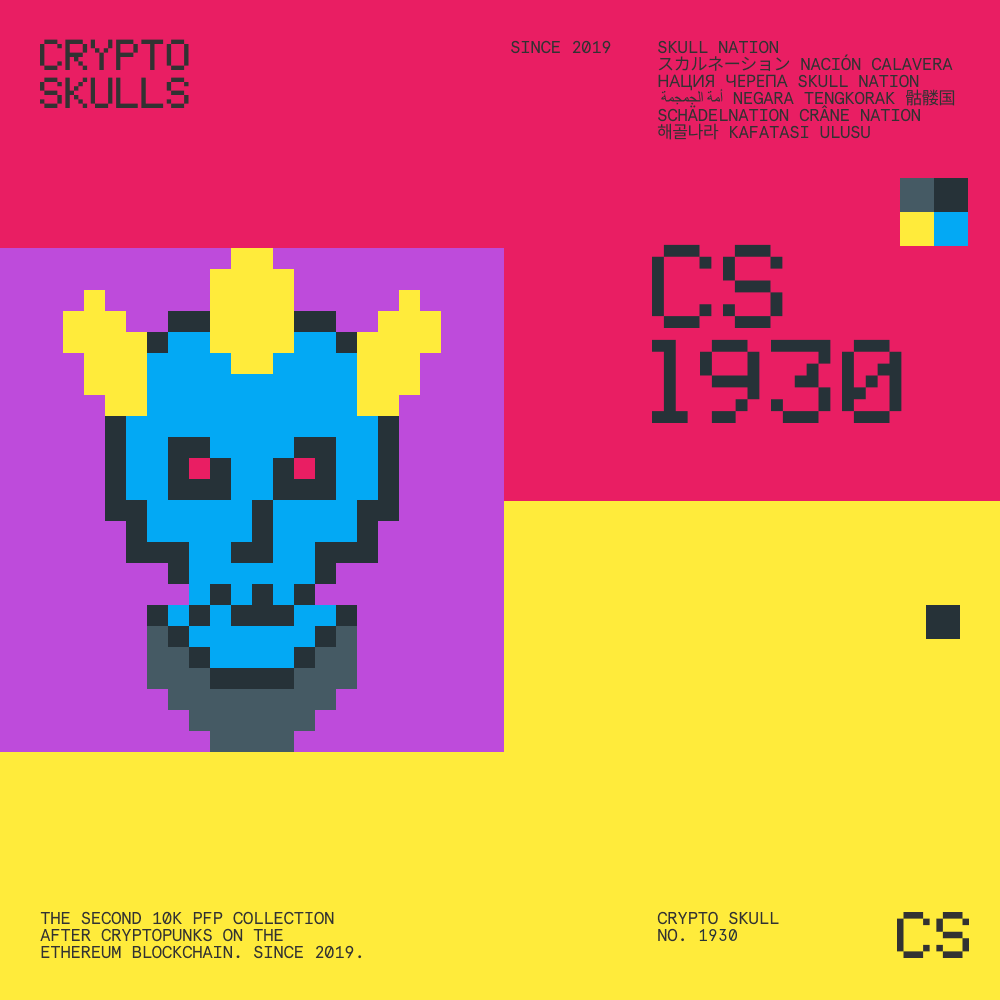 CRYPTO
SKULLS
SINCE 2019
SKULL NATION
スカルネーション NACIÓN CALAVERA
НАЦИЯ ЧЕРЕПА SKULL NATION
أمة الجمجمة NEGARA TENGKORAK 骷髅国
SCHÄDELNATION CRÂNE NATION
해골나라 KAFATASI ULUSU
CS
1930
THE SECOND 10K PFP COLLECTION
AFTER CRYPTOPUNKS ON THE
ETHEREUM BLOCKCHAIN. SINCE 2019.
CRYPTO SKULL
NO. 1930
CS